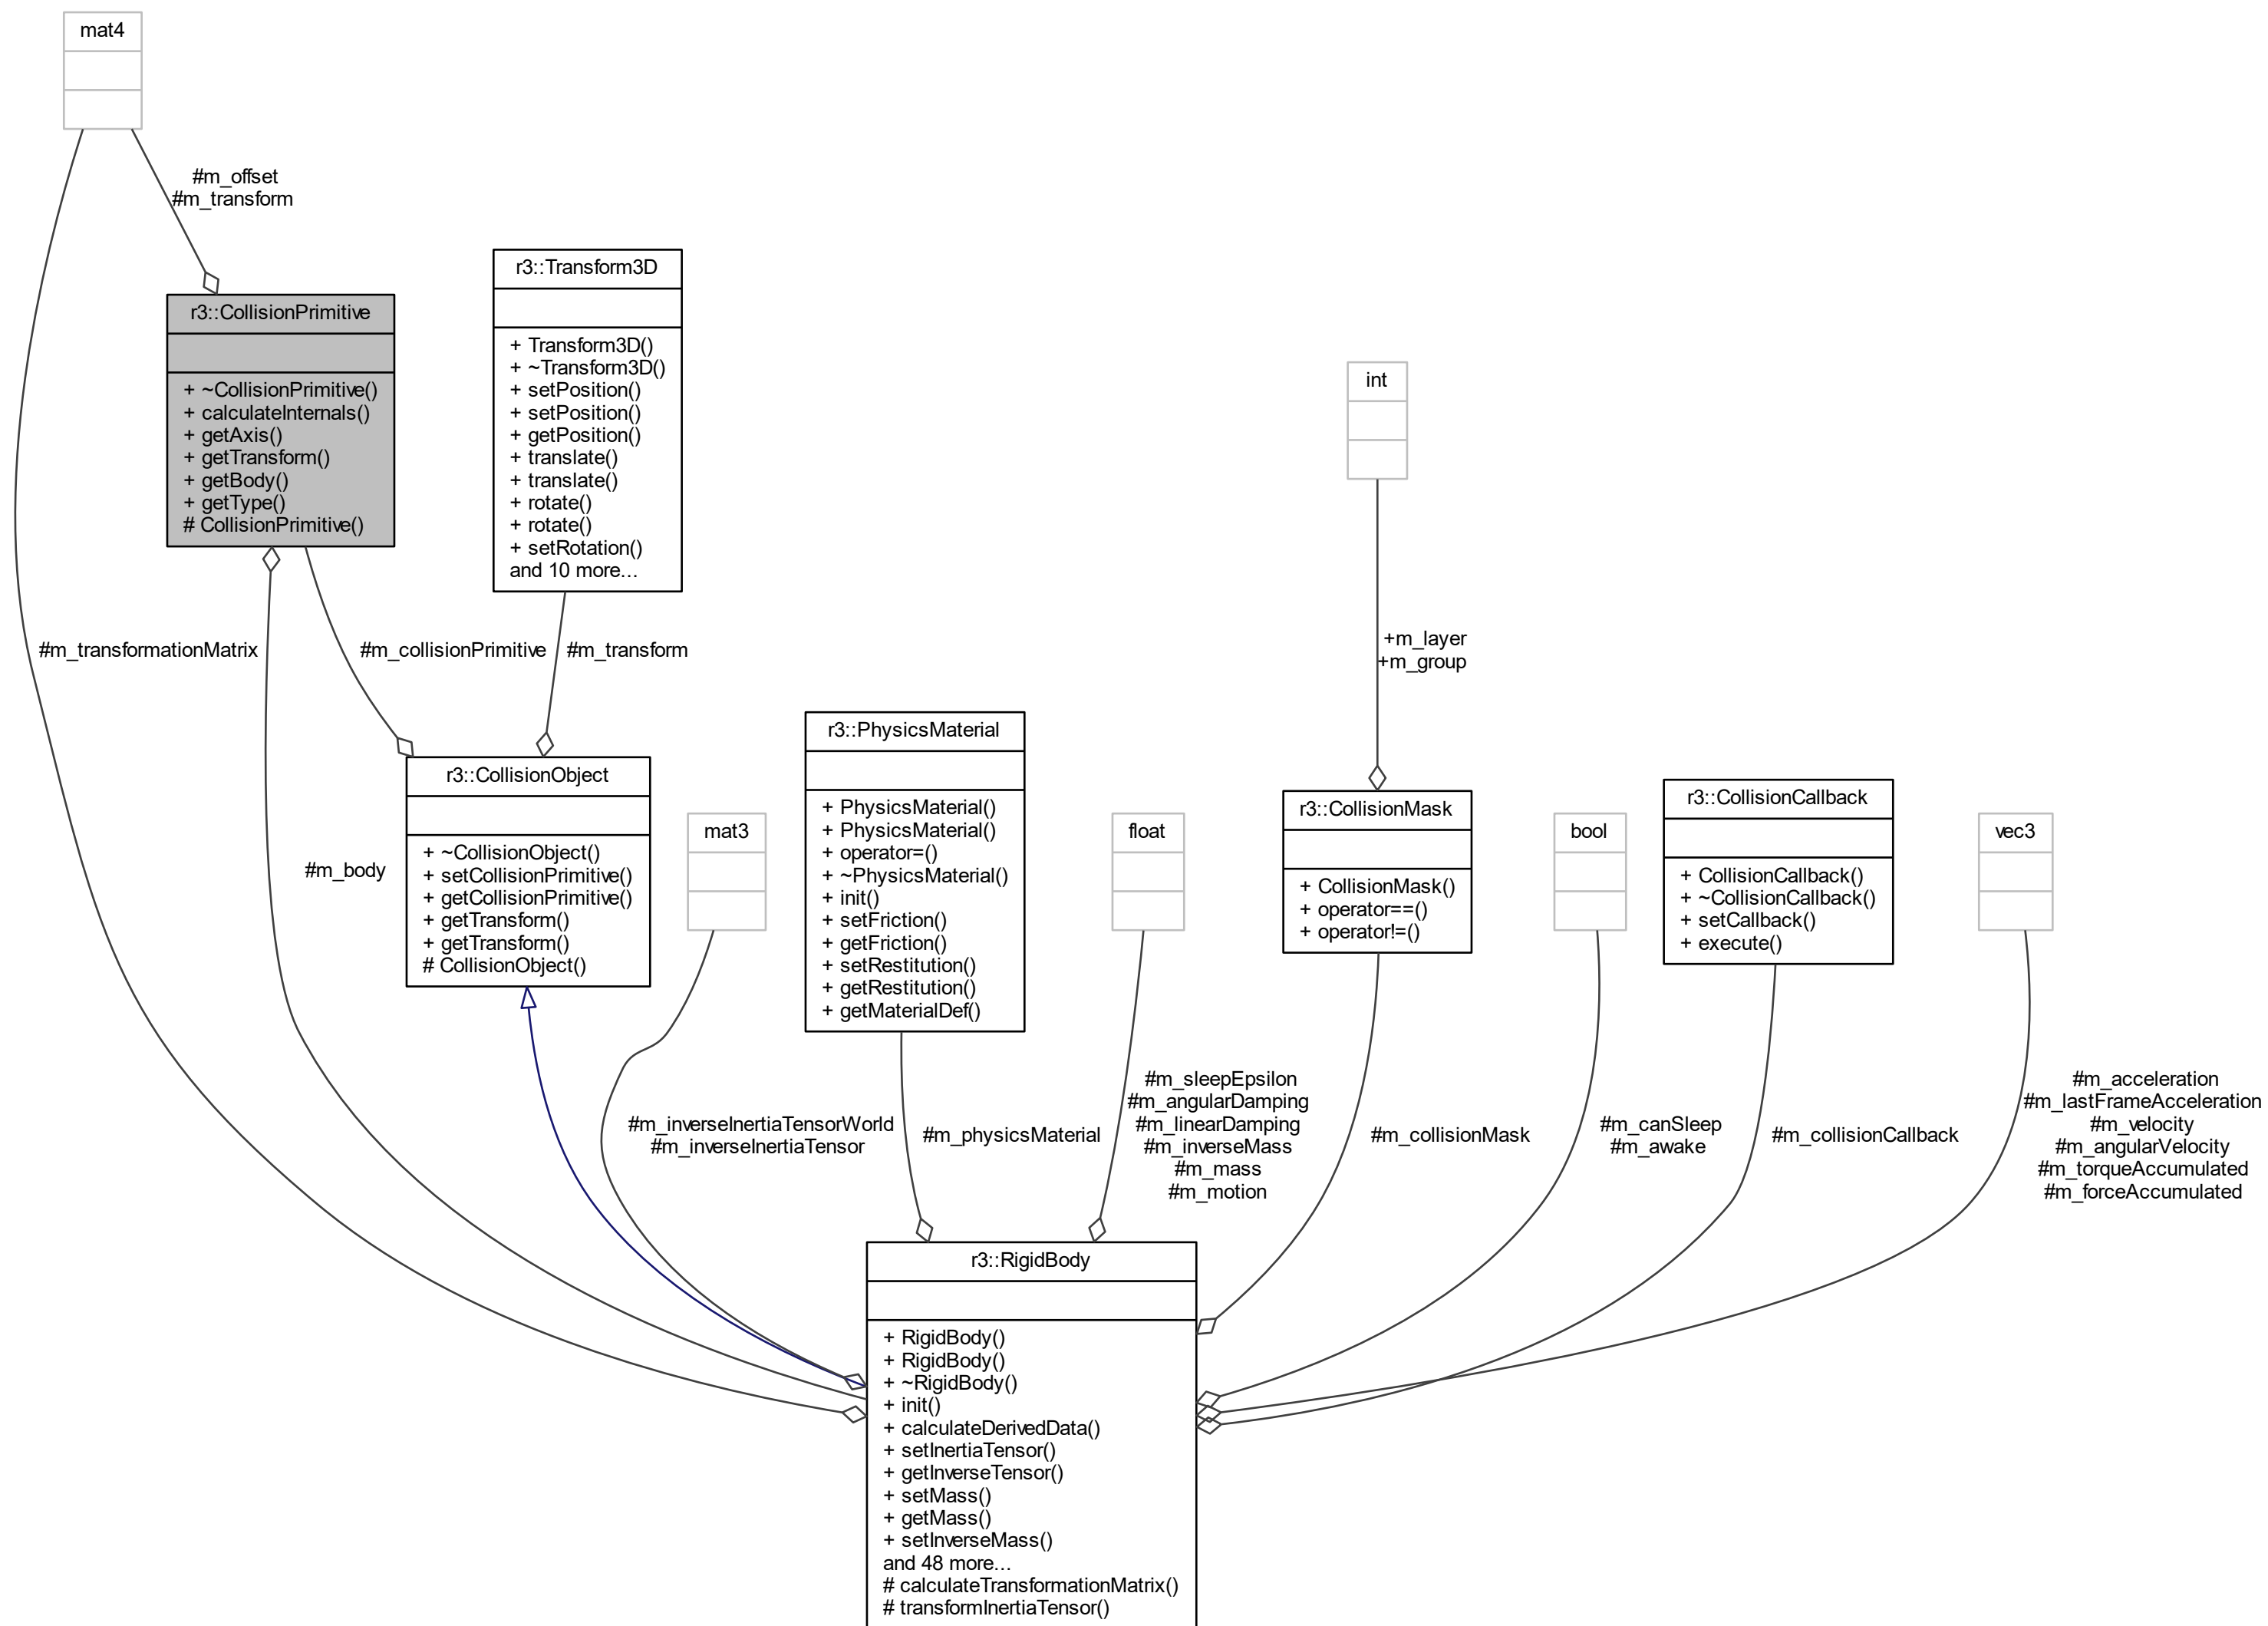 mat4
#m_offset
#m_transform
r3::CollisionPrimitive
+ ~CollisionPrimitive()
+ calculateInternals()
+ getAxis()
+ getTransform()
+ getBody()
+ getType()
# CollisionPrimitive()
r3::Transform3D
+ Transform3D()
+ ~Transform3D()
+ setPosition()
+ setPosition()
+ getPosition()
+ translate()
+ translate()
+ rotate()
+ rotate()
+ setRotation()
and 10 more...
int
#m_transformationMatrix
#m_collisionPrimitive
#m_transform
+m_layer
+m_group
r3::CollisionObject
+ ~CollisionObject()
+ setCollisionPrimitive()
+ getCollisionPrimitive()
+ getTransform()
+ getTransform()
# CollisionObject()
#m_body
mat3
r3::PhysicsMaterial
+ PhysicsMaterial()
+ PhysicsMaterial()
+ operator=()
+ ~PhysicsMaterial()
+ init()
+ setFriction()
+ getFriction()
+ setRestitution()
+ getRestitution()
+ getMaterialDef()
float
r3::CollisionMask
+ CollisionMask()
+ operator==()
+ operator!=()
bool
r3::CollisionCallback
+ CollisionCallback()
+ ~CollisionCallback()
+ setCallback()
+ execute()
vec3
#m_inverseInertiaTensorWorld
#m_inverseInertiaTensor
#m_physicsMaterial
#m_sleepEpsilon
#m_angularDamping
#m_linearDamping
#m_inverseMass
#m_mass
#m_motion
#m_collisionMask
#m_canSleep
#m_awake
#m_collisionCallback
#m_acceleration
#m_lastFrameAcceleration
#m_velocity
#m_angularVelocity
#m_torqueAccumulated
#m_forceAccumulated
r3::RigidBody
+ RigidBody()
+ RigidBody()
+ ~RigidBody()
+ init()
+ calculateDerivedData()
+ setInertiaTensor()
+ getInverseTensor()
+ setMass()
+ getMass()
+ setInverseMass()
and 48 more...
# calculateTransformationMatrix()
# transformInertiaTensor()